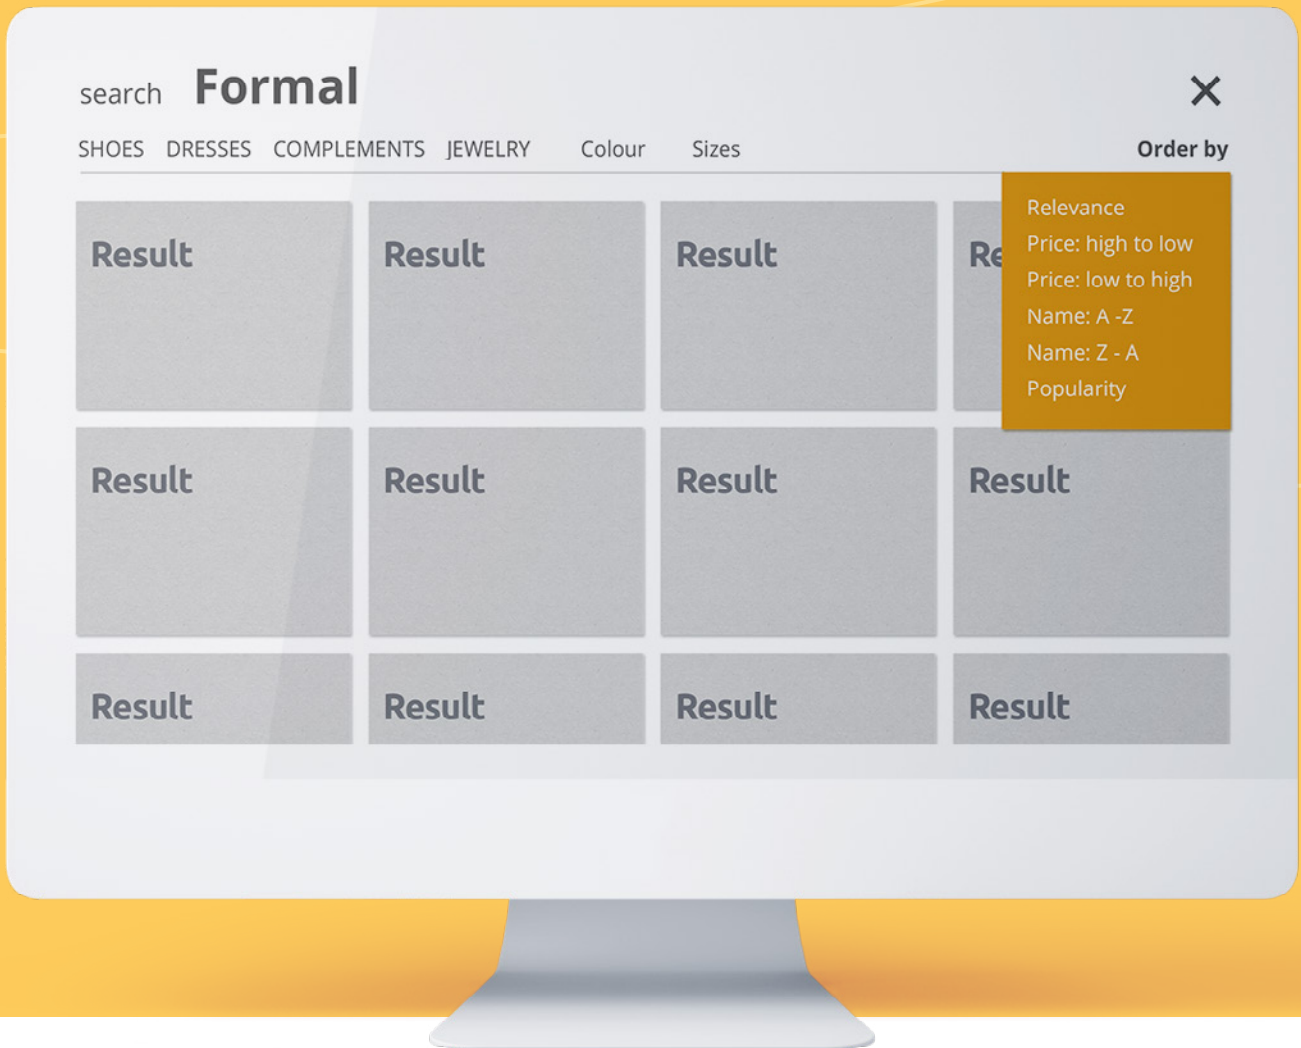 search Formal
SHOES DRESSES COMPLEMENTS JEWELRY Colour Sizes Order by
Relevance
Price: high to low
Price: low to high
Name: A -Z
Name: Z - A
Popularity
Result Result Result Re
Result Result Result Result
Result Result Result Result